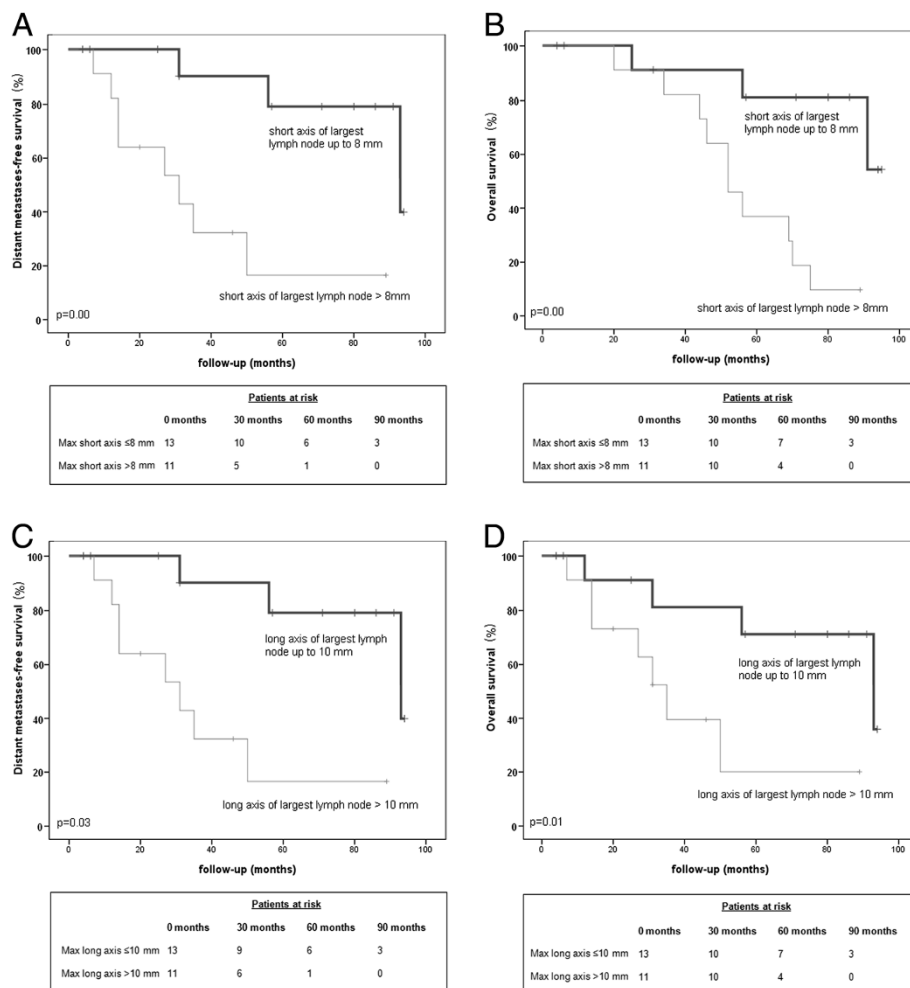 A
Distant metastases-free survival (%)
100
80
60
40
20
0
short axis of largest
lymph node up to 8 mm
short axis of largest lymph node > 8mm
p=0.00
0 20 40 60 80 100
follow-up (months)
Patients at risk
0 months 30 months 60 months 90 months
Max short axis ≤8 mm 13 10 6 3
Max short axis >8 mm 11 5 1 0
B
Overall survival (%)
100
80
60
40
20
0
short axis of largest
lymph node up to 8 mm
short axis of largest lymph node > 8mm
p=0.00
0 20 40 60 80 100
follow-up (months)
Patients at risk
0 months 30 months 60 months 90 months
Max short axis ≤8 mm 13 10 7 3
Max short axis >8 mm 11 10 4 0
C
Distant metastases-free survival (%)
100
80
60
40
20
0
long axis of largest lymph
node up to 10 mm
long axis of largest lymph node > 10 mm
p=0.03
0 20 40 60 80 100
follow-up (months)
Patients at risk
0 months 30 months 60 months 90 months
Max long axis ≤10 mm 13 9 6 3
Max long axis >10 mm 11 6 1 0
D
Overall survival (%)
100
80
60
40
20
0
long axis of largest lymph
node up to 10 mm
long axis of largest lymph node > 10 mm
p=0.01
0 20 40 60 80 100
follow-up (months)
Patients at risk
0 months 30 months 60 months 90 months
Max long axis ≤10 mm 13 10 7 3
Max long axis >10 mm 11 10 4 0